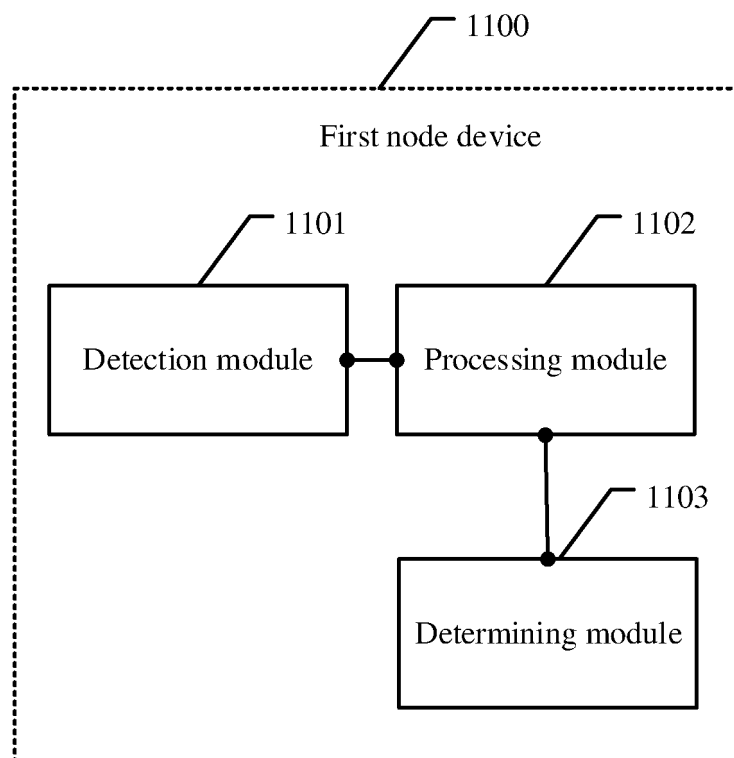 1100
First node device
1101
1102
Detection module
Processing module
1103
Determining module